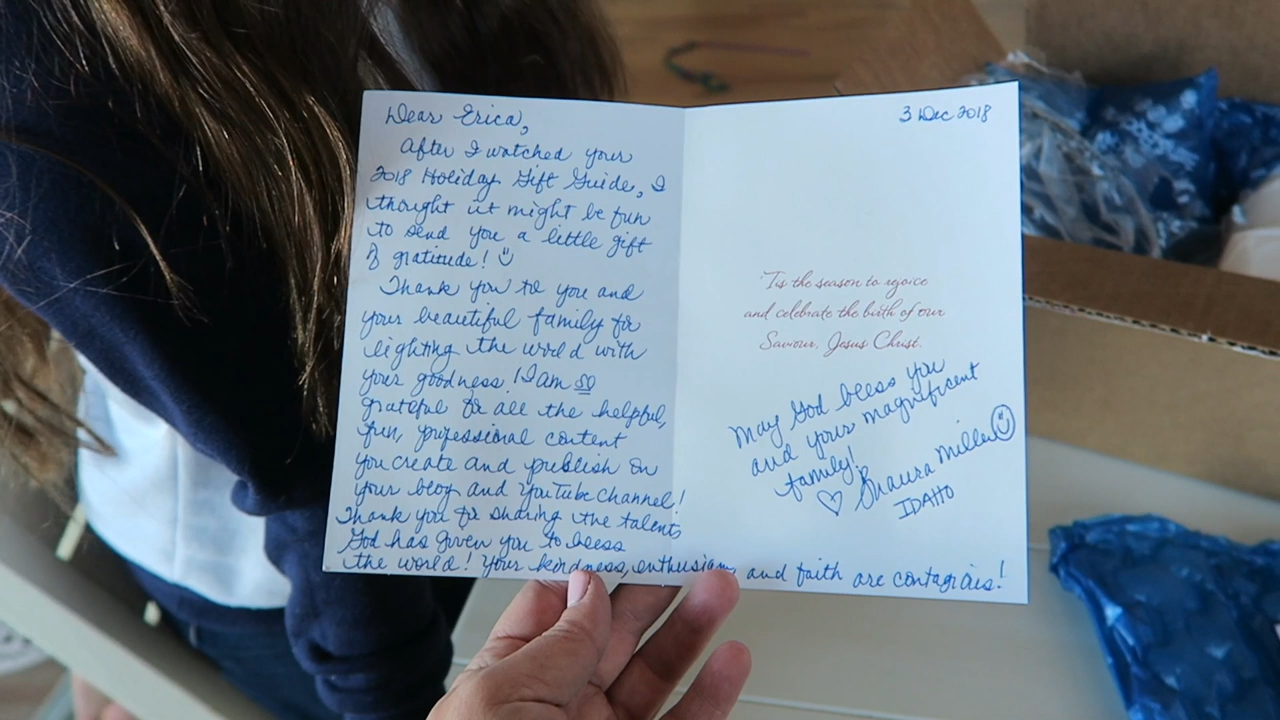 Dear Erica,
After I watched your
2018 Holiday Gift Guide, I
thought it might be fun
to send you a little gift
of gratitude!
Thank you to you and
your beautiful family for
lighting the world with
your goodness! I am so
grateful for all the helpful,
fun, professional content
you create and publish on
your blog and YouTube channel!
Thank you for sharing the talents
God has given you to bless
the world! Your kindness, enthusiasm, and faith are contagious!
3 Dec 2018
'Tis the season to rejoice
and celebrate the birth of our
Saviour, Jesus Christ.
May God bless you
and your magnificent
family!
♡ Shaura Miller
IDAHO